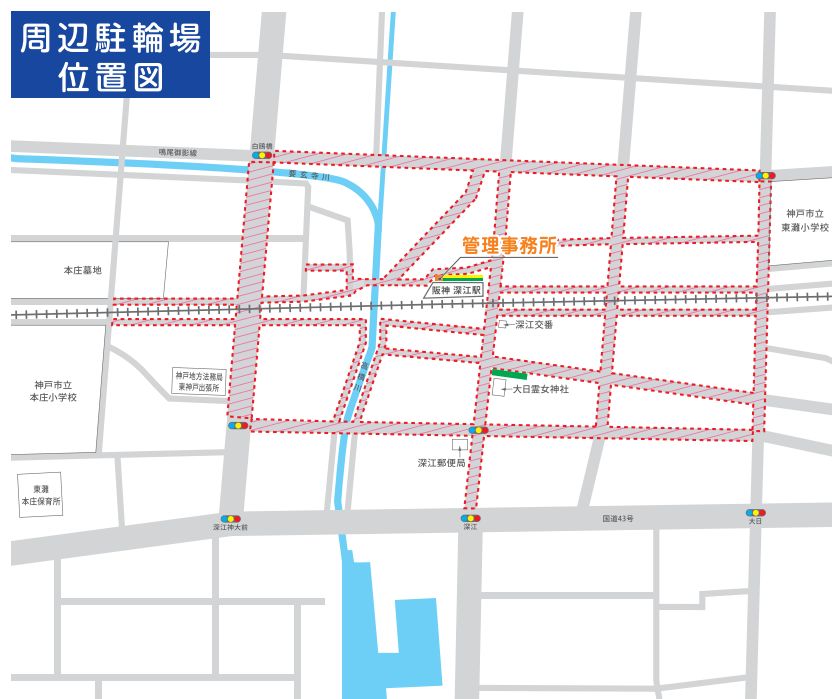 周辺駐輪場
位置図
白鴎橋
鳴尾御影線
要玄寺川
神戸市立
東灘小学校
管理事務所
本庄墓地
阪神 深江駅
深江交番
神戸地方法務局
東神戸出張所
神戸市立
本庄小学校
大日霊女神社
深江郵便局
東灘
本庄保育所
深江神大前
深江
国道43号
大日